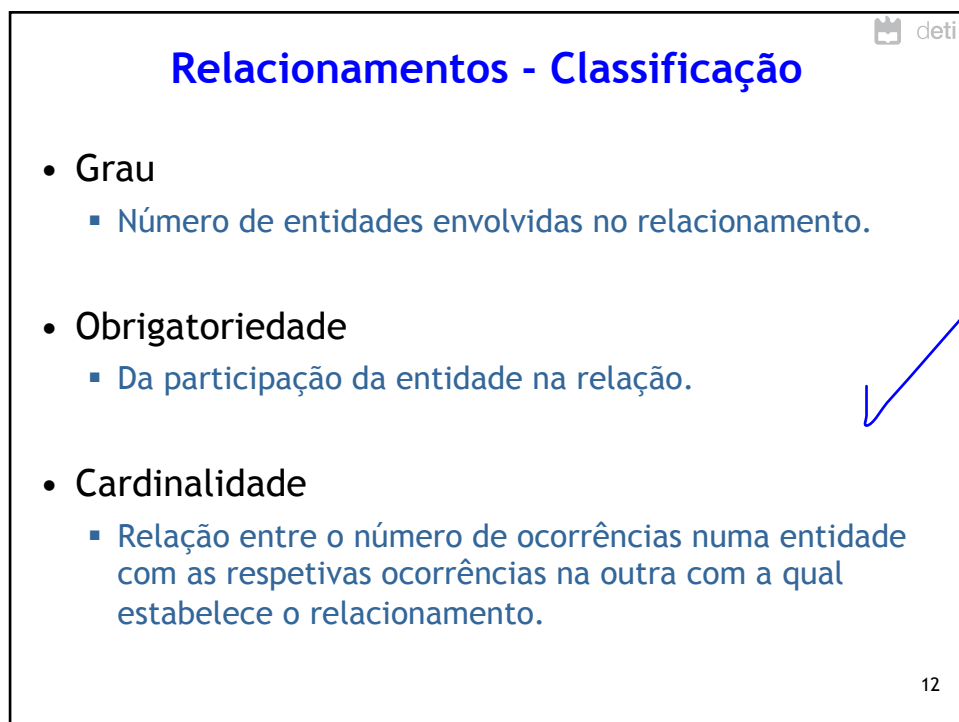 deti
Relacionamentos - Classificação
• Grau
▪ Número de entidades envolvidas no relacionamento.
• Obrigatoriedade
▪ Da participação da entidade na relação.
• Cardinalidade
▪ Relação entre o número de ocorrências numa entidade
com as respetivas ocorrências na outra com a qual
estabelece o relacionamento.
12